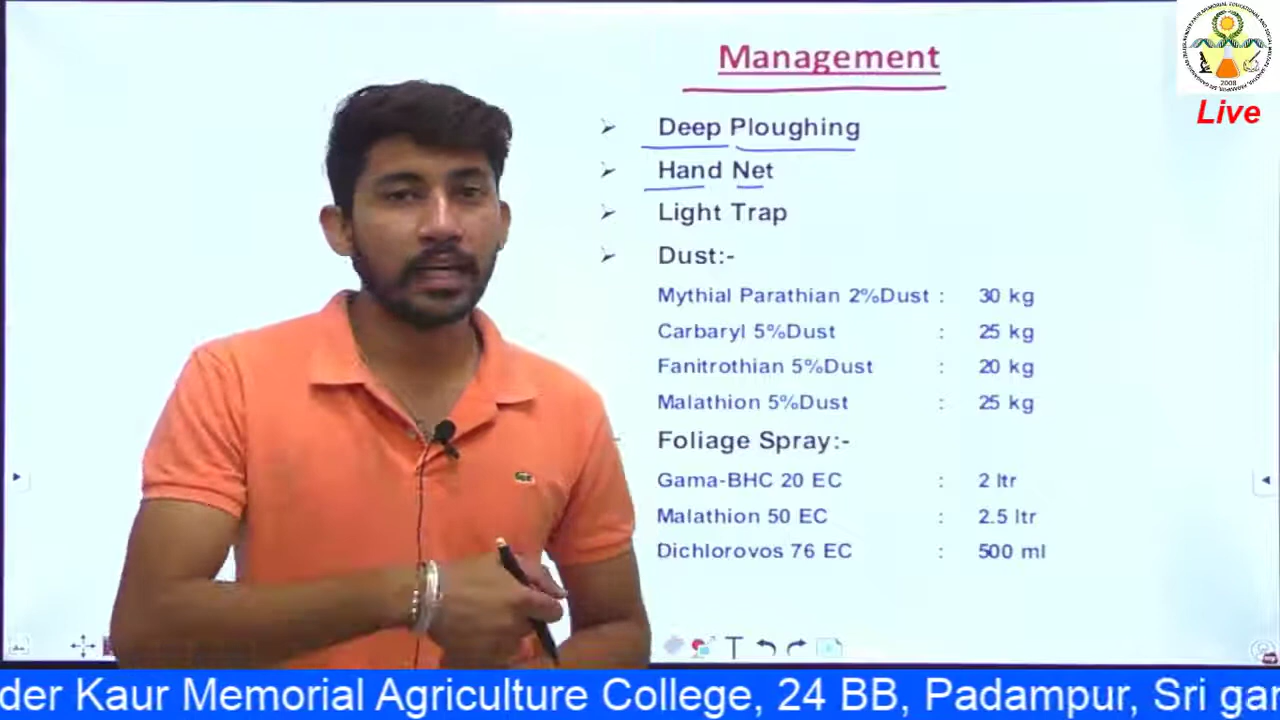 Management
➢ Deep Ploughing
➢ Hand Net
➢ Light Trap
➢ Dust:-
Mythial Parathian 2%Dust : 30 kg
Carbaryl 5%Dust : 25 kg
Fanitrothian 5%Dust : 20 kg
Malathion 5%Dust : 25 kg
Foliage Spray:-
Gama-BHC 20 EC : 2 ltr
Malathion 50 EC : 2.5 ltr
Dichlorovos 76 EC : 500 ml
2008
Live
T
der Kaur Memorial Agriculture College, 24 BB, Padampur, Sri gan